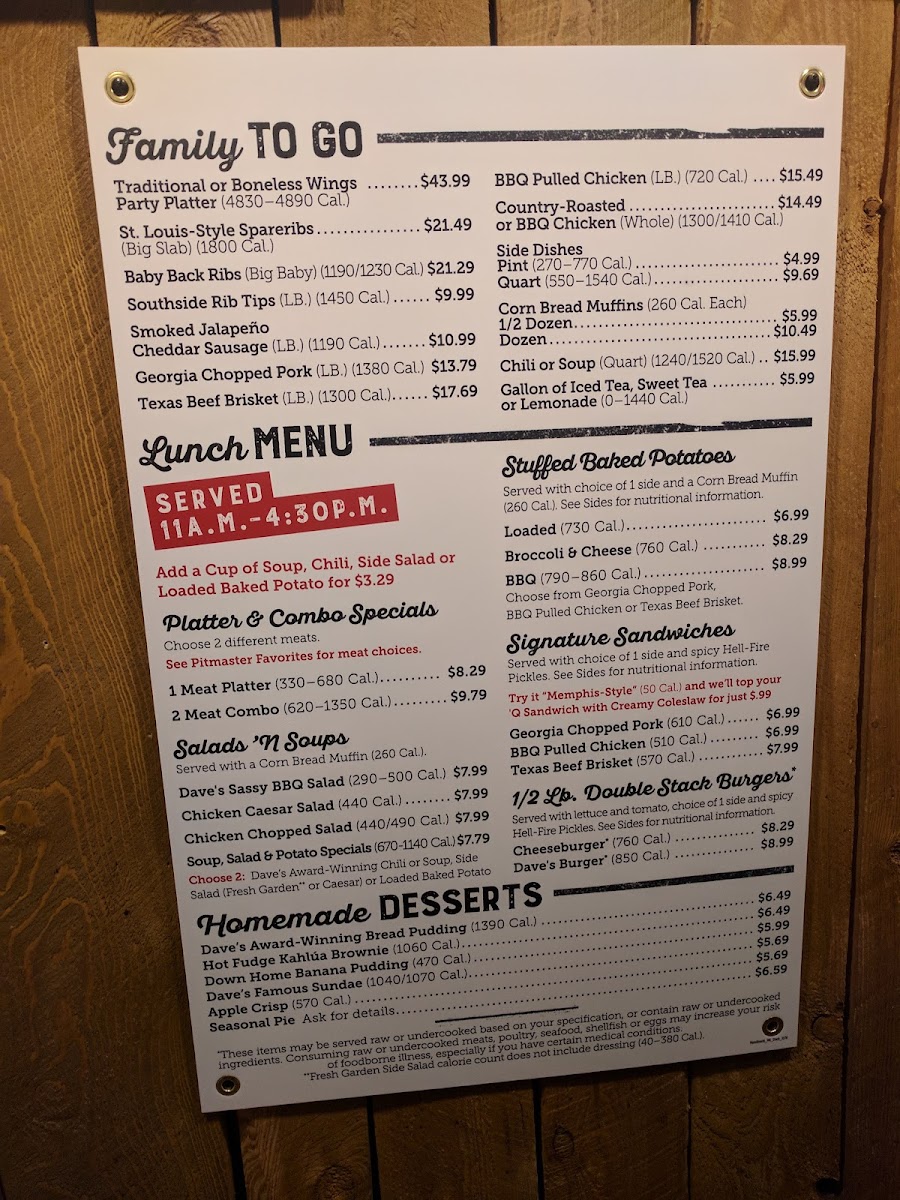 Family TO GO
Traditional or Boneless Wings ........$43.99
Party Platter (4830–4890 Cal.)
St. Louis-Style Spareribs................ $21.49
(Big Slab) (1800 Cal.)
Baby Back Ribs (Big Baby) (1190/1230 Cal.) $21.29
Southside Rib Tips (LB.) (1450 Cal.)...... $9.99
Smoked Jalapeño
Cheddar Sausage (LB.) (1190 Cal.)....... $10.99
Georgia Chopped Pork (LB.) (1380 Cal.) $13.79
Texas Beef Brisket (LB.) (1300 Cal.)...... $17.69
BBQ Pulled Chicken (LB.) (720 Cal.) .... $15.49
Country-Roasted ........................ $14.49
or BBQ Chicken (Whole) (1300/1410 Cal.)
Side Dishes
Pint (270–770 Cal.)........................ $4.99
Quart (550–1540 Cal.)..................... $9.69
Corn Bread Muffins (260 Cal. Each)
1/2 Dozen................................. $5.99
Dozen.....................................$10.49
Chili or Soup (Quart) (1240/1520 Cal.) .. $15.99
Gallon of Iced Tea, Sweet Tea ........... $5.99
or Lemonade (0–1440 Cal.)
Lunch MENU
SERVED
11A.M.-4:30P.M.
Add a Cup of Soup, Chili, Side Salad or
Loaded Baked Potato for $3.29
Platter & Combo Specials
Choose 2 different meats.
See Pitmaster Favorites for meat choices.
1 Meat Platter (330–680 Cal.).......... $8.29
2 Meat Combo (620–1350 Cal.)......... $9.79
Salads 'N Soups
Served with a Corn Bread Muffin (260 Cal.).
Dave's Sassy BBQ Salad (290–500 Cal.) $7.99
Chicken Caesar Salad (440 Cal.)........ $7.99
Chicken Chopped Salad (440/490 Cal.) $7.99
Soup, Salad & Potato Specials (670-1140 Cal.)$7.79
Choose 2: Dave's Award-Winning Chili or Soup, Side
Salad (Fresh Garden** or Caesar) or Loaded Baked Potato
Stuffed Baked Potatoes
Served with choice of 1 side and a Corn Bread Muffin
(260 Cal.). See Sides for nutritional information.
Loaded (730 Cal.)......................... $6.99
Broccoli & Cheese (760 Cal.) ........... $8.29
BBQ (790–860 Cal.)..................... $8.99
Choose from Georgia Chopped Pork,
BBQ Pulled Chicken or Texas Beef Brisket.
Signature Sandwiches
Served with choice of 1 side and spicy Hell-Fire
Pickles. See Sides for nutritional information.
Try it "Memphis-Style" (50 Cal.) and we'll top your
'Q Sandwich with Creamy Coleslaw for just $.99
Georgia Chopped Pork (610 Cal.)...... $6.99
BBQ Pulled Chicken (510 Cal.)......... $6.99
Texas Beef Brisket (570 Cal.)........... $7.99
1/2 Lb. Double Stack Burgers*
Served with lettuce and tomato, choice of 1 side and spicy
Hell-Fire Pickles. See Sides for nutritional information.
Cheeseburger* (760 Cal.) .............. $8.29
Dave's Burger* (850 Cal.) .............. $8.99
Homemade DESSERTS
Dave's Award-Winning Bread Pudding (1390 Cal.) .............................. $6.49
Hot Fudge Kahlúa Brownie (1060 Cal.)........................................ $6.49
Down Home Banana Pudding (470 Cal.)...................................... $5.99
Dave's Famous Sundae (1040/1070 Cal.)...................................... $5.69
Apple Crisp (570 Cal.) ...................................................... $5.69
Seasonal Pie Ask for details.................................................. $6.59
*These items may be served raw or undercooked based on your specification, or contain raw or undercooked
ingredients. Consuming raw or undercooked meats, poultry, seafood, shellfish or eggs may increase your risk
of foodborne illness, especially if you have certain medical conditions.
**Fresh Garden Side Salad calorie count does not include dressing (40–380 Cal.).